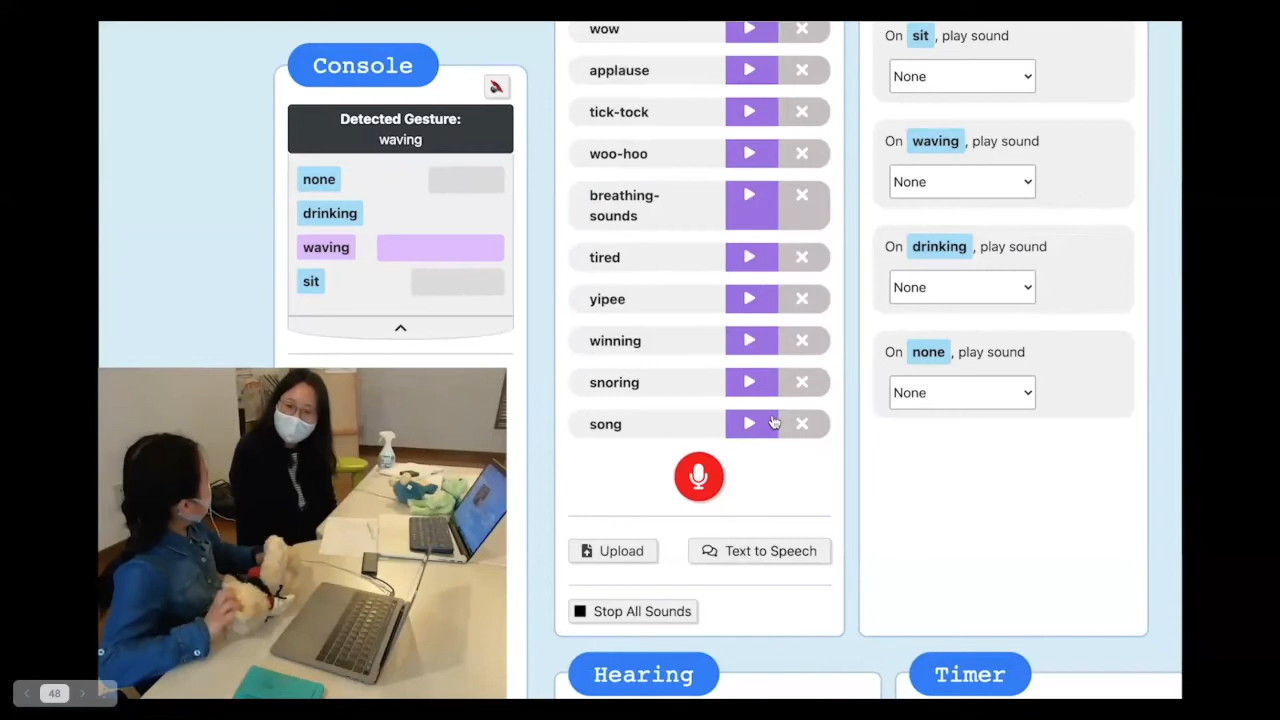 Console
Detected Gesture:
waving
none
drinking
waving
sit
wow
applause
tick-tock
woo-hoo
breathing-
sounds
tired
yipee
winning
snoring
song
Upload
Text to Speech
Stop All Sounds
On sit, play sound
None
On waving, play sound
None
On drinking, play sound
None
On none, play sound
None
Hearing
Timer
48